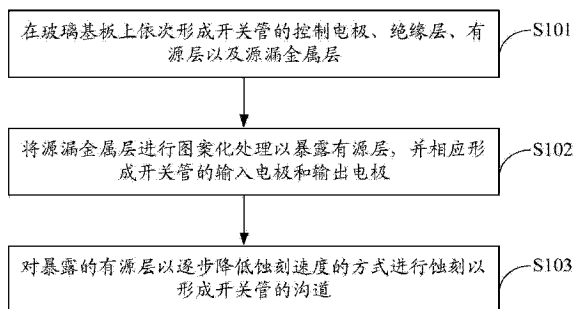 在玻璃基板上依次形成开关管的控制电极、绝缘层、有
源层以及源漏金属层
S101
将源漏金属层进行图案化处理以暴露有源层，并相应形
成开关管的输入电极和输出电极
S102
对暴露的有源层以逐步降低蚀刻速度的方式进行蚀刻以
形成开关管的沟道
S103